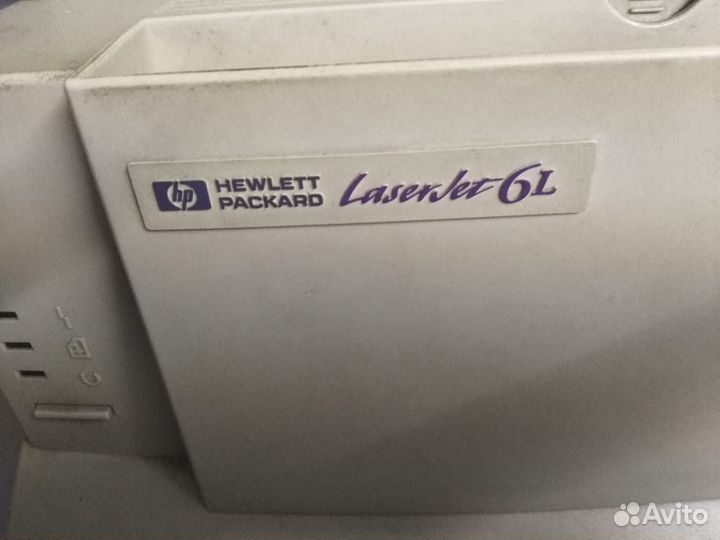 hp HEWLETT PACKARD LaserJet 6L
Avito